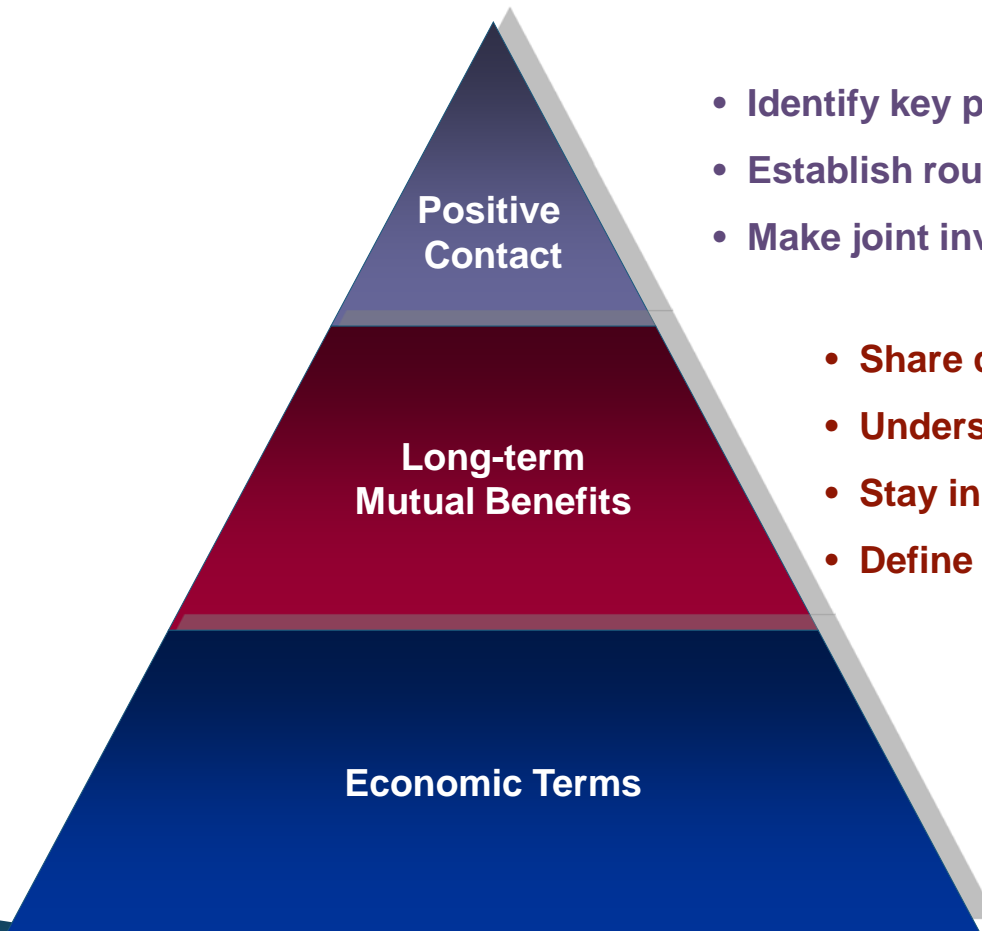 Positive
Contact
Long-term
Mutual Benefits
Economic Terms
• Identify key
• Establish
• Make joint
• Share
•
• Stay in
• Define